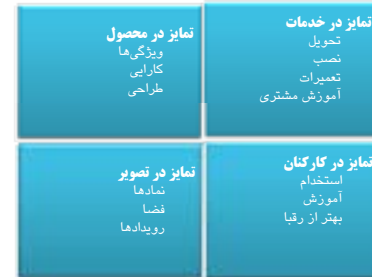 تمایز در خدمات
تحویل
نصب
تعمیرات
آموزش مشتری
تمایز در محصول
ویژگی‌ها
کارایی
طراحی
تمایز در کارکنان
استخدام
آموزش
بهتر از رقبا
تمایز در تصویر
نمادها
فضا
رویدادها